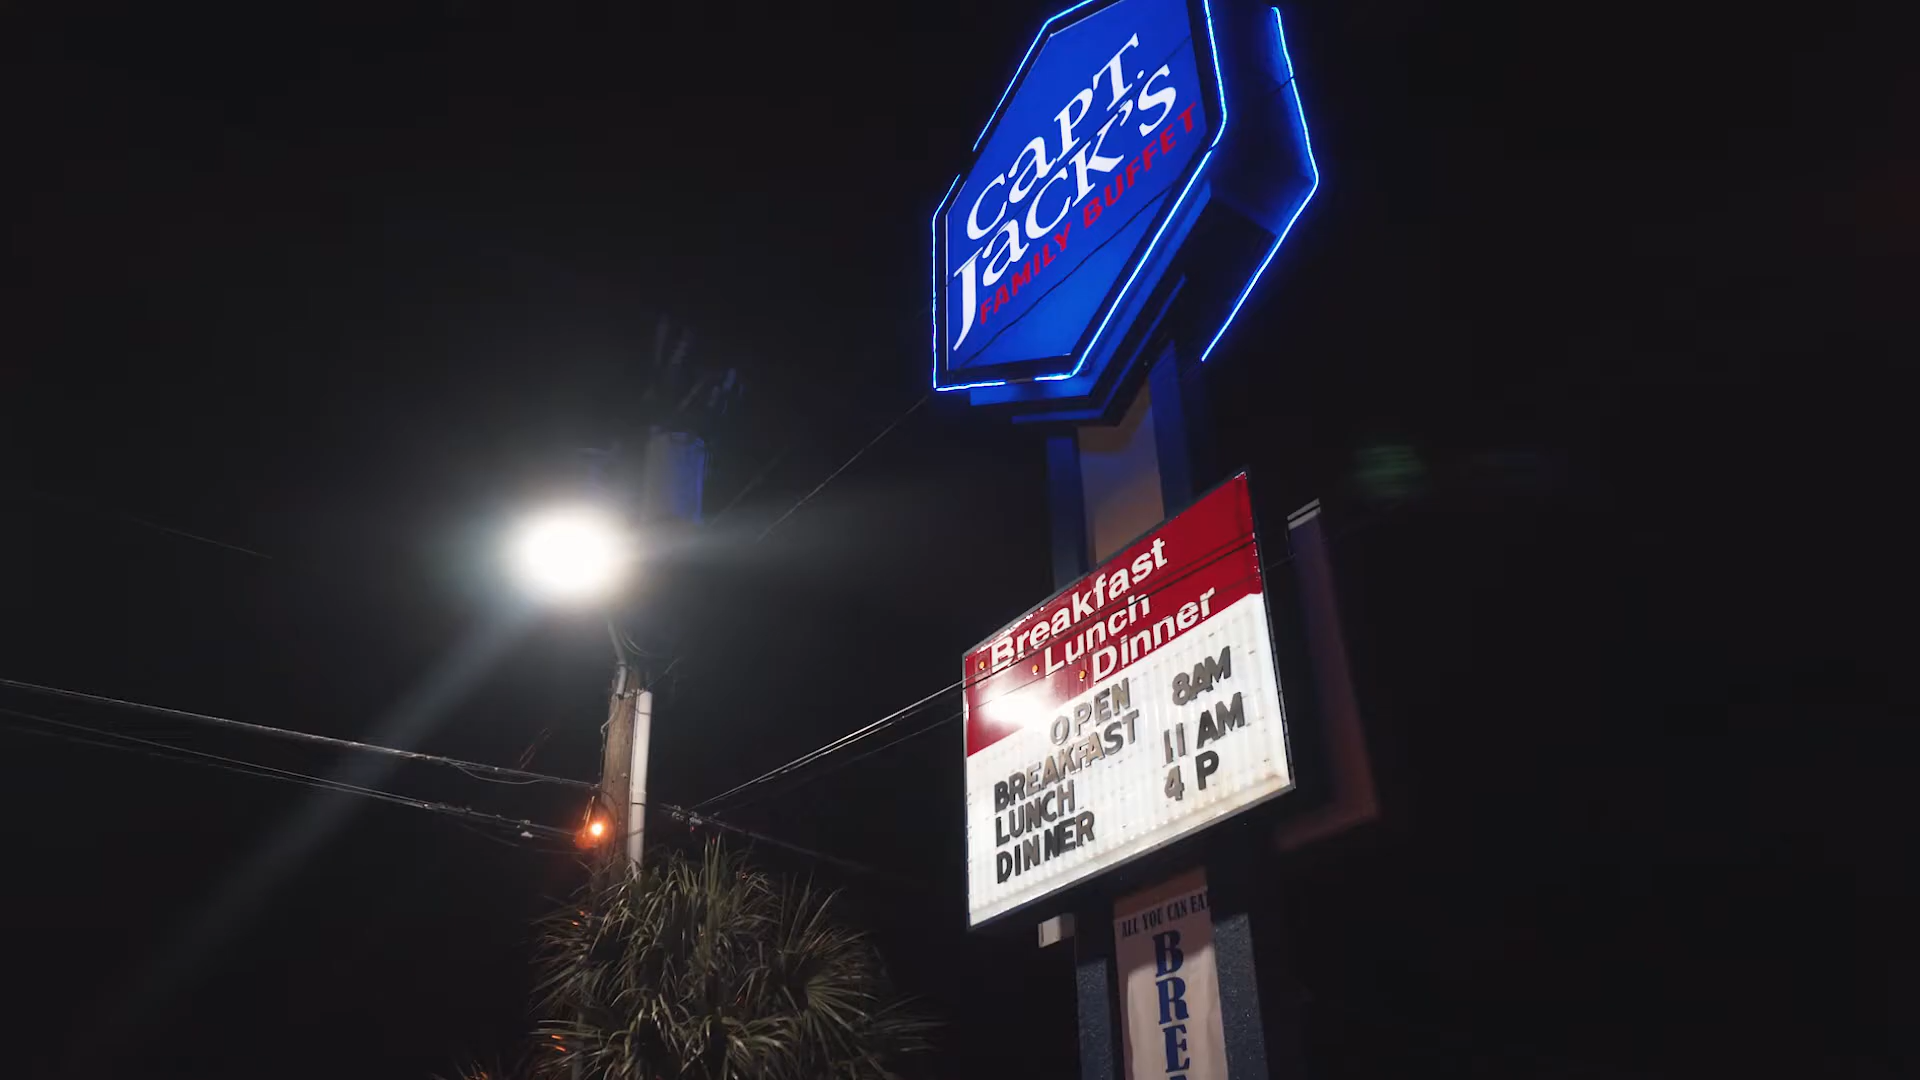 CAPT.
JACK'S
FAMILY BUFFET
Breakfast
Lunch
Dinner
OPEN
BREAKFAST 8AM
LUNCH 11 AM
DINNER 4 P
ALL YOU CAN EAT
BREA